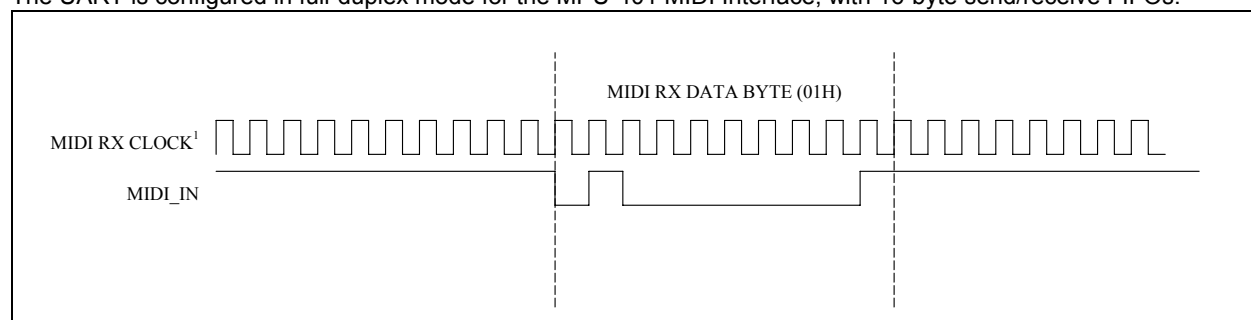 The UART is configured in full duplex mode for the MPU-401 MIDI interface, with 16-byte send/receive FIFOs.
MIDI RX DATA BYTE (01H)
MIDI RX CLOCK¹
MIDI_IN